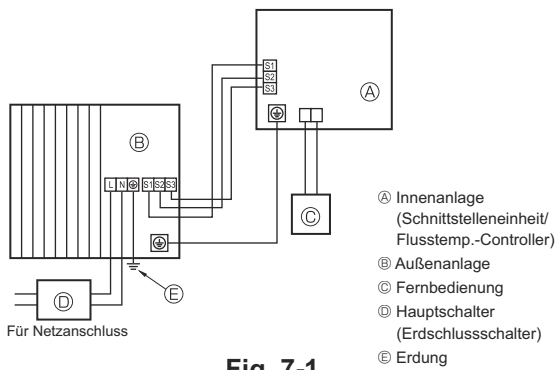 S1
S2
S3
Ⓐ
Ⓑ
L N S1 S2 S3
Ⓒ
Ⓓ
Ⓔ
Für Netzanschluss
Ⓐ Innenanlage
(Schnittstelleneinheit/
Flusstemp.-Controller)
Ⓑ Außenanlage
Ⓒ Fernbedienung
Ⓓ Hauptschalter
(Erdschlussschalter)
Ⓔ Erdung
Fig. 7-1